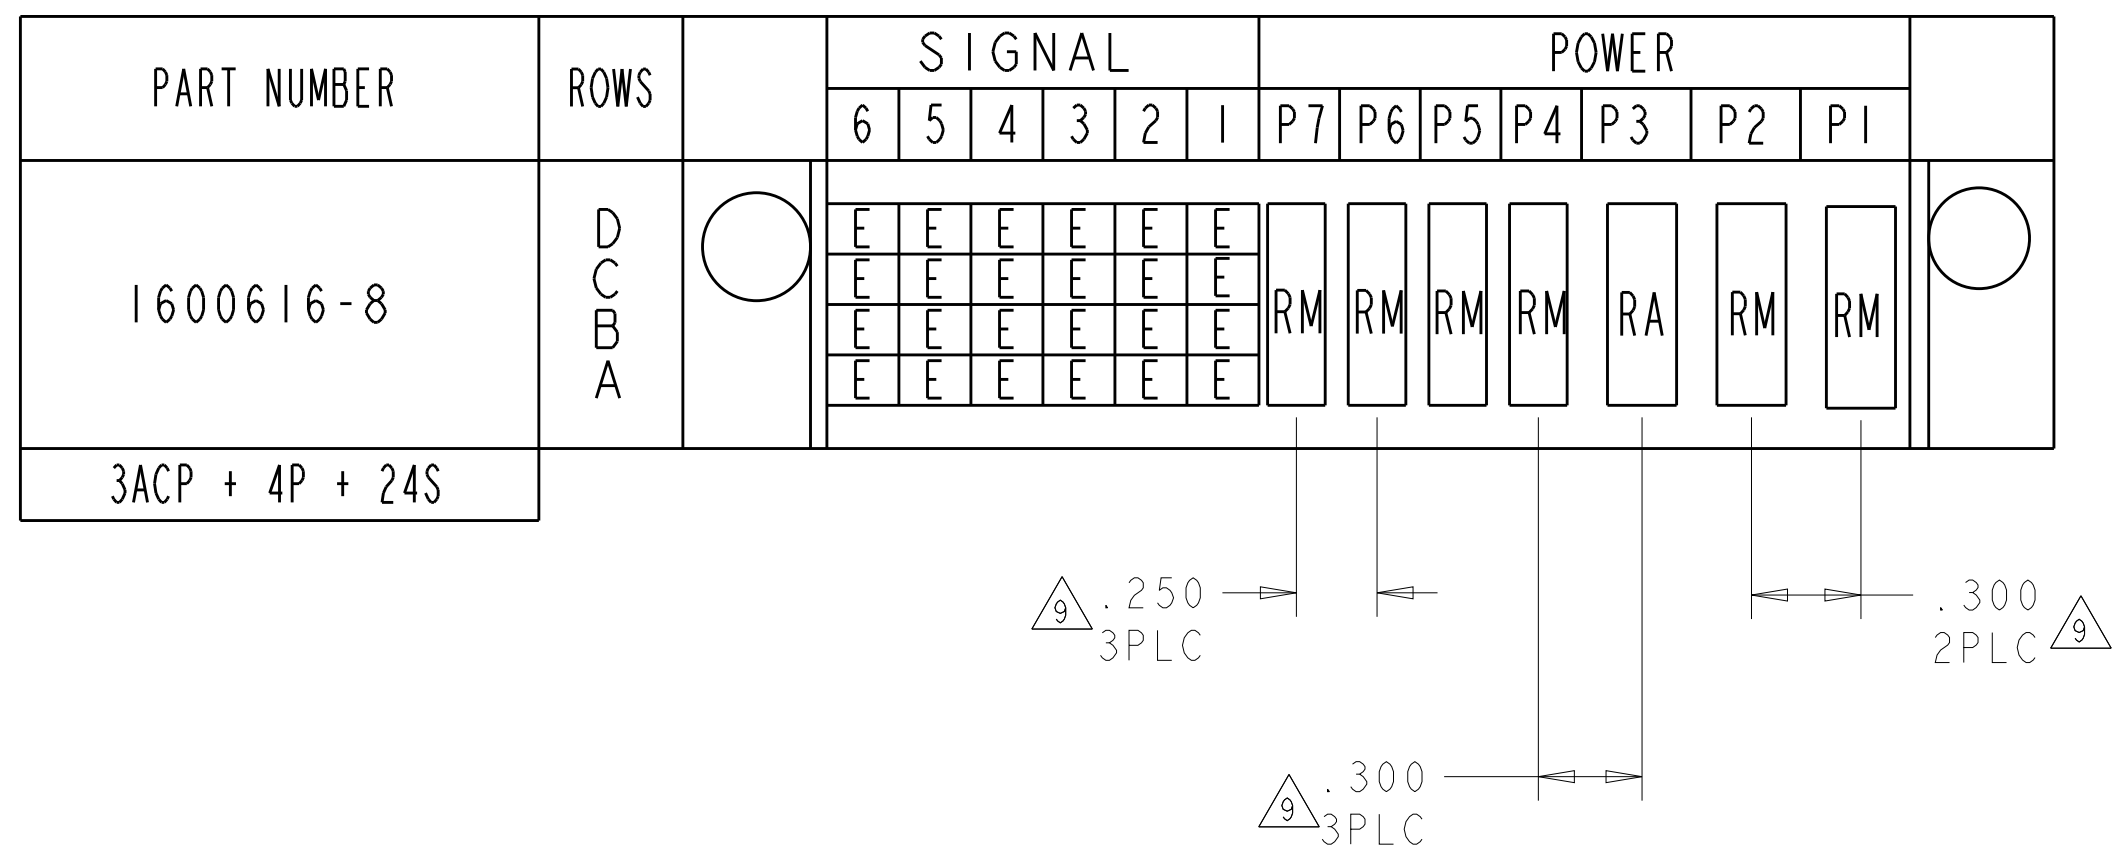 PART NUMBER ROWS SIGNAL POWER
6 5 4 3 2 1 P7 P6 P5 P4 P3 P2 P1
D E E E E E E
C E E E E E E
1600616-8 RM RM RM RM RA RM RM
B E E E E E E
A E E E E E E
3ACP + 4P + 24S
9 .250
3PLC
.300 9
2PLC
9 .300
3PLC